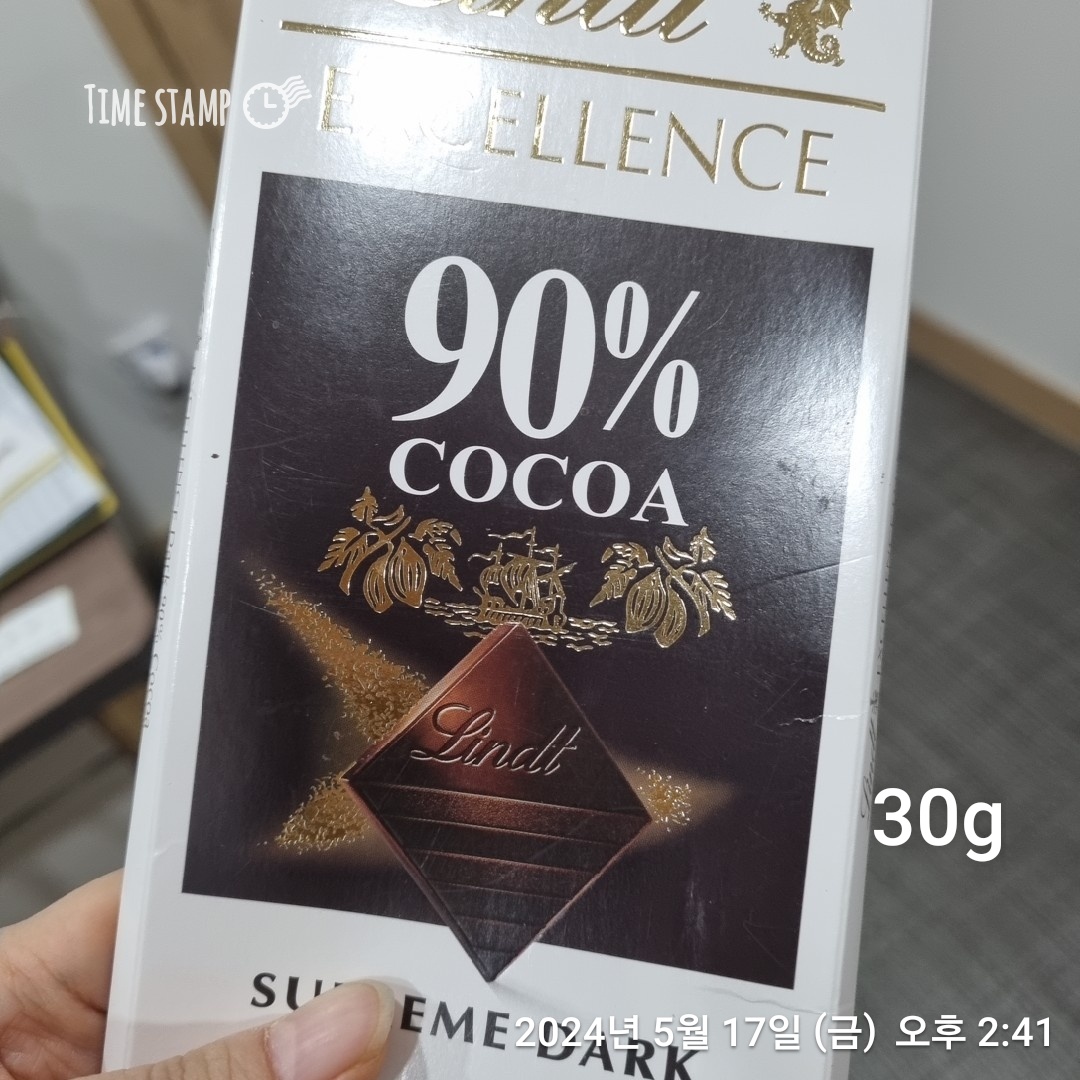 Lindt
EXCELLENCE
TIME STAMP
90%
COCOA
Lindt
30g
SUPREME DARK
2024년 5월 17일 (금) 오후 2:41